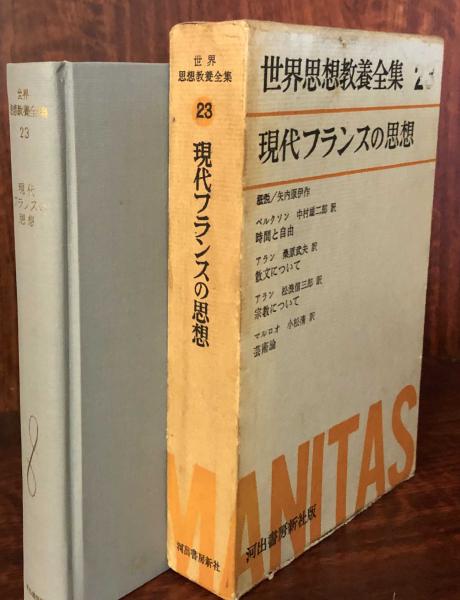 世界
思想教養全集
23
現代
フランスの
思想
世界
思想教養全集
23
現代フランスの思想
河出書房新社
世界思想教養全集 23
現代フランスの思想
解説/矢内原伊作
ベルクソン 中村雄二郎 訳
時間と自由
アラン 桑原武夫 訳
散文について
アラン 松浪信三郎 訳
宗教について
マルロオ 小松清 訳
芸術論
MANITAS
河出書房新社版